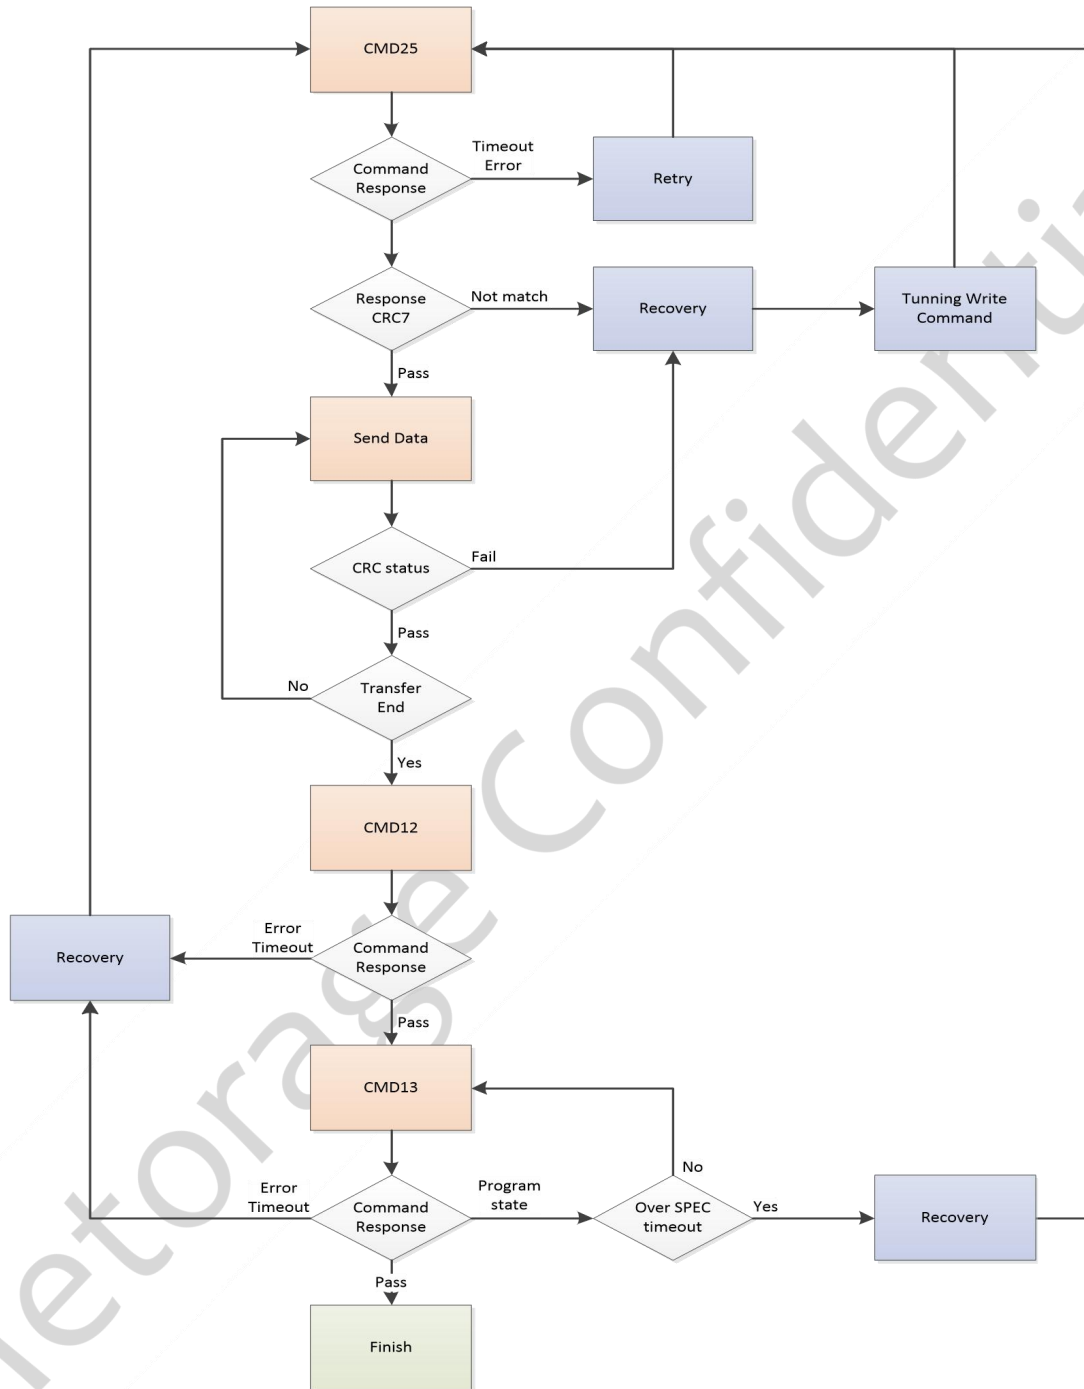 CMD25
Command
Response
Timeout
Error
Retry
Response
CRC7
Not match
Recovery
Tunning Write
Command
Pass
Send Data
CRC status
Fail
Pass
Transfer
End
No
Yes
CMD12
Command
Response
Error
Timeout
Recovery
Pass
CMD13
Command
Response
Error
Timeout
Program
state
Over SPEC
timeout
No
Yes
Recovery
Pass
Finish